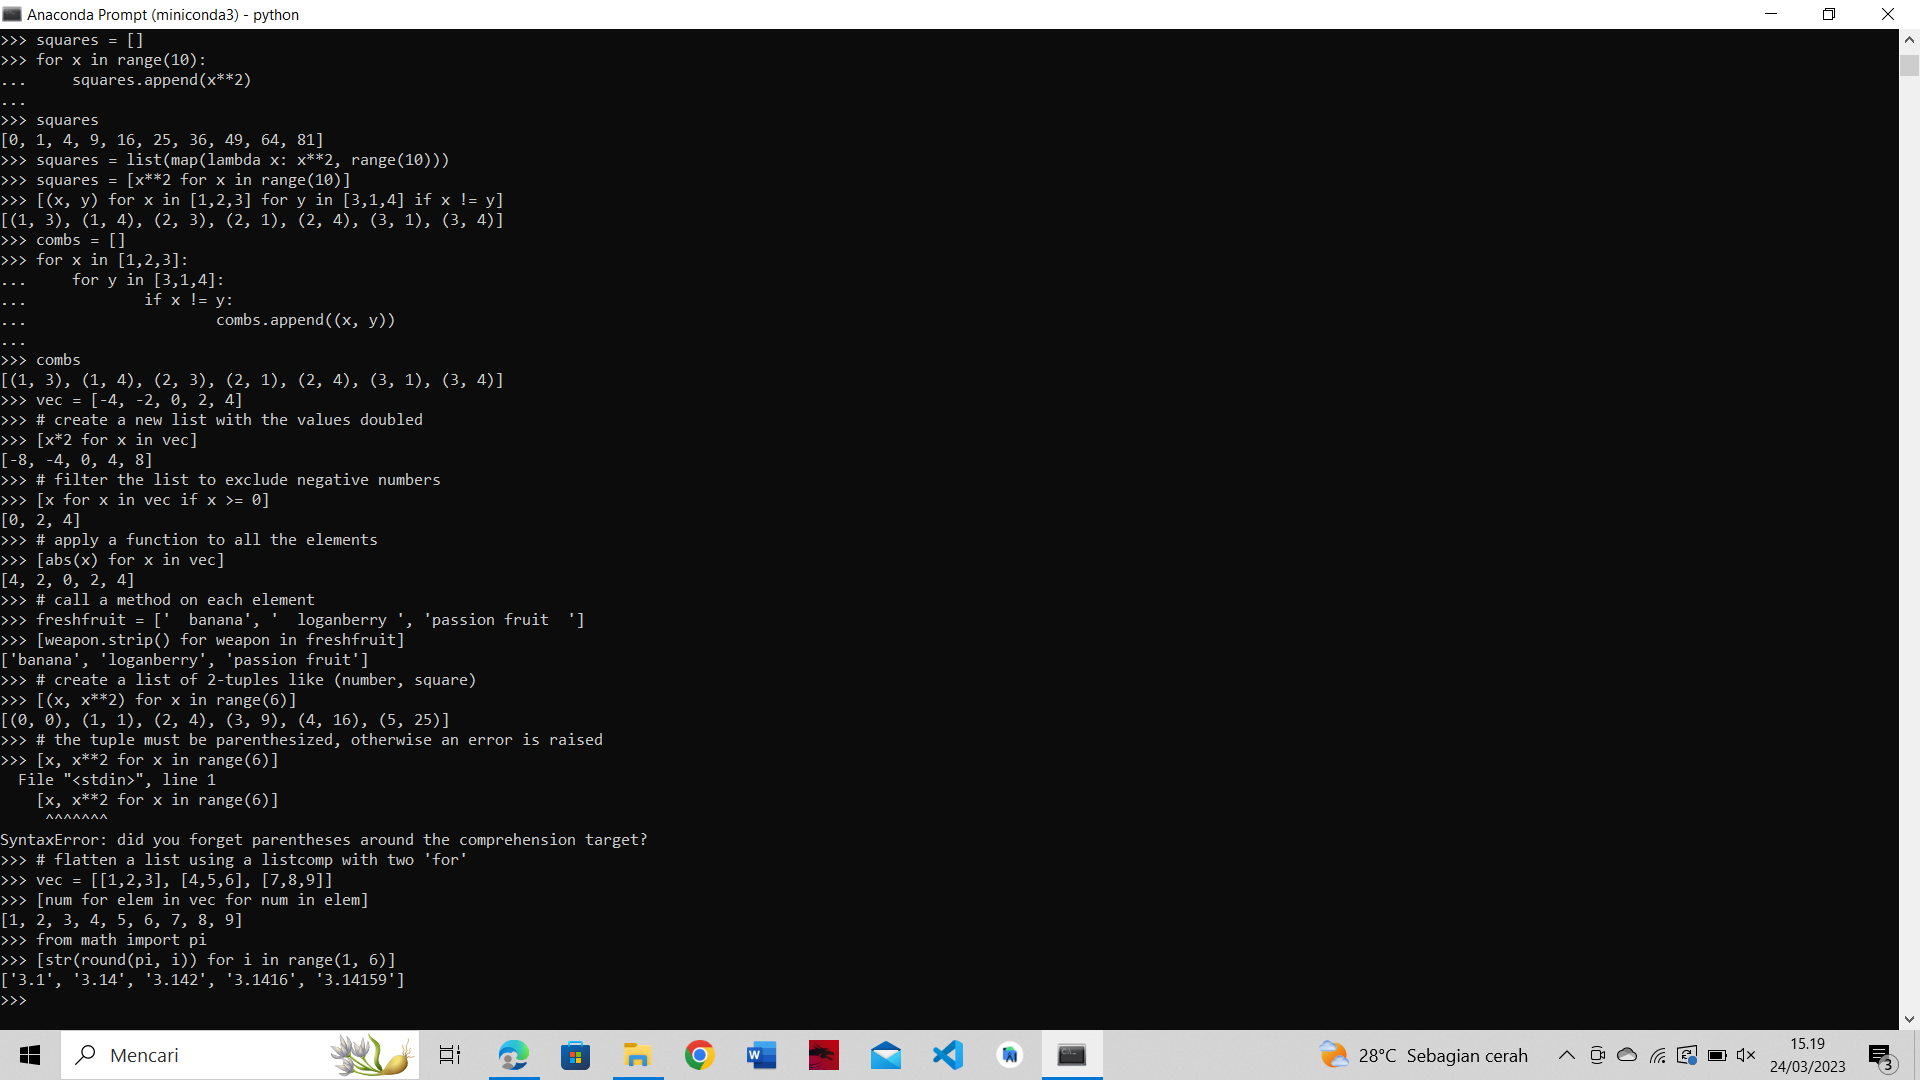 Anaconda Prompt (miniconda3) - python
>>> squares = []
>>> for x in range(10):
...     squares.append(x**2)
...
>>> squares
[0, 1, 4, 9, 16, 25, 36, 49, 64, 81]
>>> squares = list(map(lambda x: x**2, range(10)))
>>> squares = [x**2 for x in range(10)]
>>> [(x, y) for x in [1,2,3] for y in [3,1,4] if x != y]
[(1, 3), (1, 4), (2, 3), (2, 1), (2, 4), (3, 1), (3, 4)]
>>> combs = []
>>> for x in [1,2,3]:
...     for y in [3,1,4]:
...             if x != y:
...                     combs.append((x, y))
...
>>> combs
[(1, 3), (1, 4), (2, 3), (2, 1), (2, 4), (3, 1), (3, 4)]
>>> vec = [-4, -2, 0, 2, 4]
>>> # create a new list with the values doubled
>>> [x*2 for x in vec]
[-8, -4, 0, 4, 8]
>>> # filter the list to exclude negative numbers
>>> [x for x in vec if x >= 0]
[0, 2, 4]
>>> # apply a function to all the elements
>>> [abs(x) for x in vec]
[4, 2, 0, 2, 4]
>>> # call a method on each element
>>> freshfruit = ['  banana', '  loganberry ', 'passion fruit  ']
>>> [weapon.strip() for weapon in freshfruit]
['banana', 'loganberry', 'passion fruit']
>>> # create a list of 2-tuples like (number, square)
>>> [(x, x**2) for x in range(6)]
[(0, 0), (1, 1), (2, 4), (3, 9), (4, 16), (5, 25)]
>>> # the tuple must be parenthesized, otherwise an error is raised
>>> [x, x**2 for x in range(6)]
  File "<stdin>", line 1
    [x, x**2 for x in range(6)]
     ^^^^^^^
SyntaxError: did you forget parentheses around the comprehension target?
>>> # flatten a list using a listcomp with two 'for'
>>> vec = [[1,2,3], [4,5,6], [7,8,9]]
>>> [num for elem in vec for num in elem]
[1, 2, 3, 4, 5, 6, 7, 8, 9]
>>> from math import pi
>>> [str(round(pi, i)) for i in range(1, 6)]
['3.1', '3.14', '3.142', '3.1416', '3.14159']
>>>
Mencari
28°C Sebagian cerah
15.19
24/03/2023
3